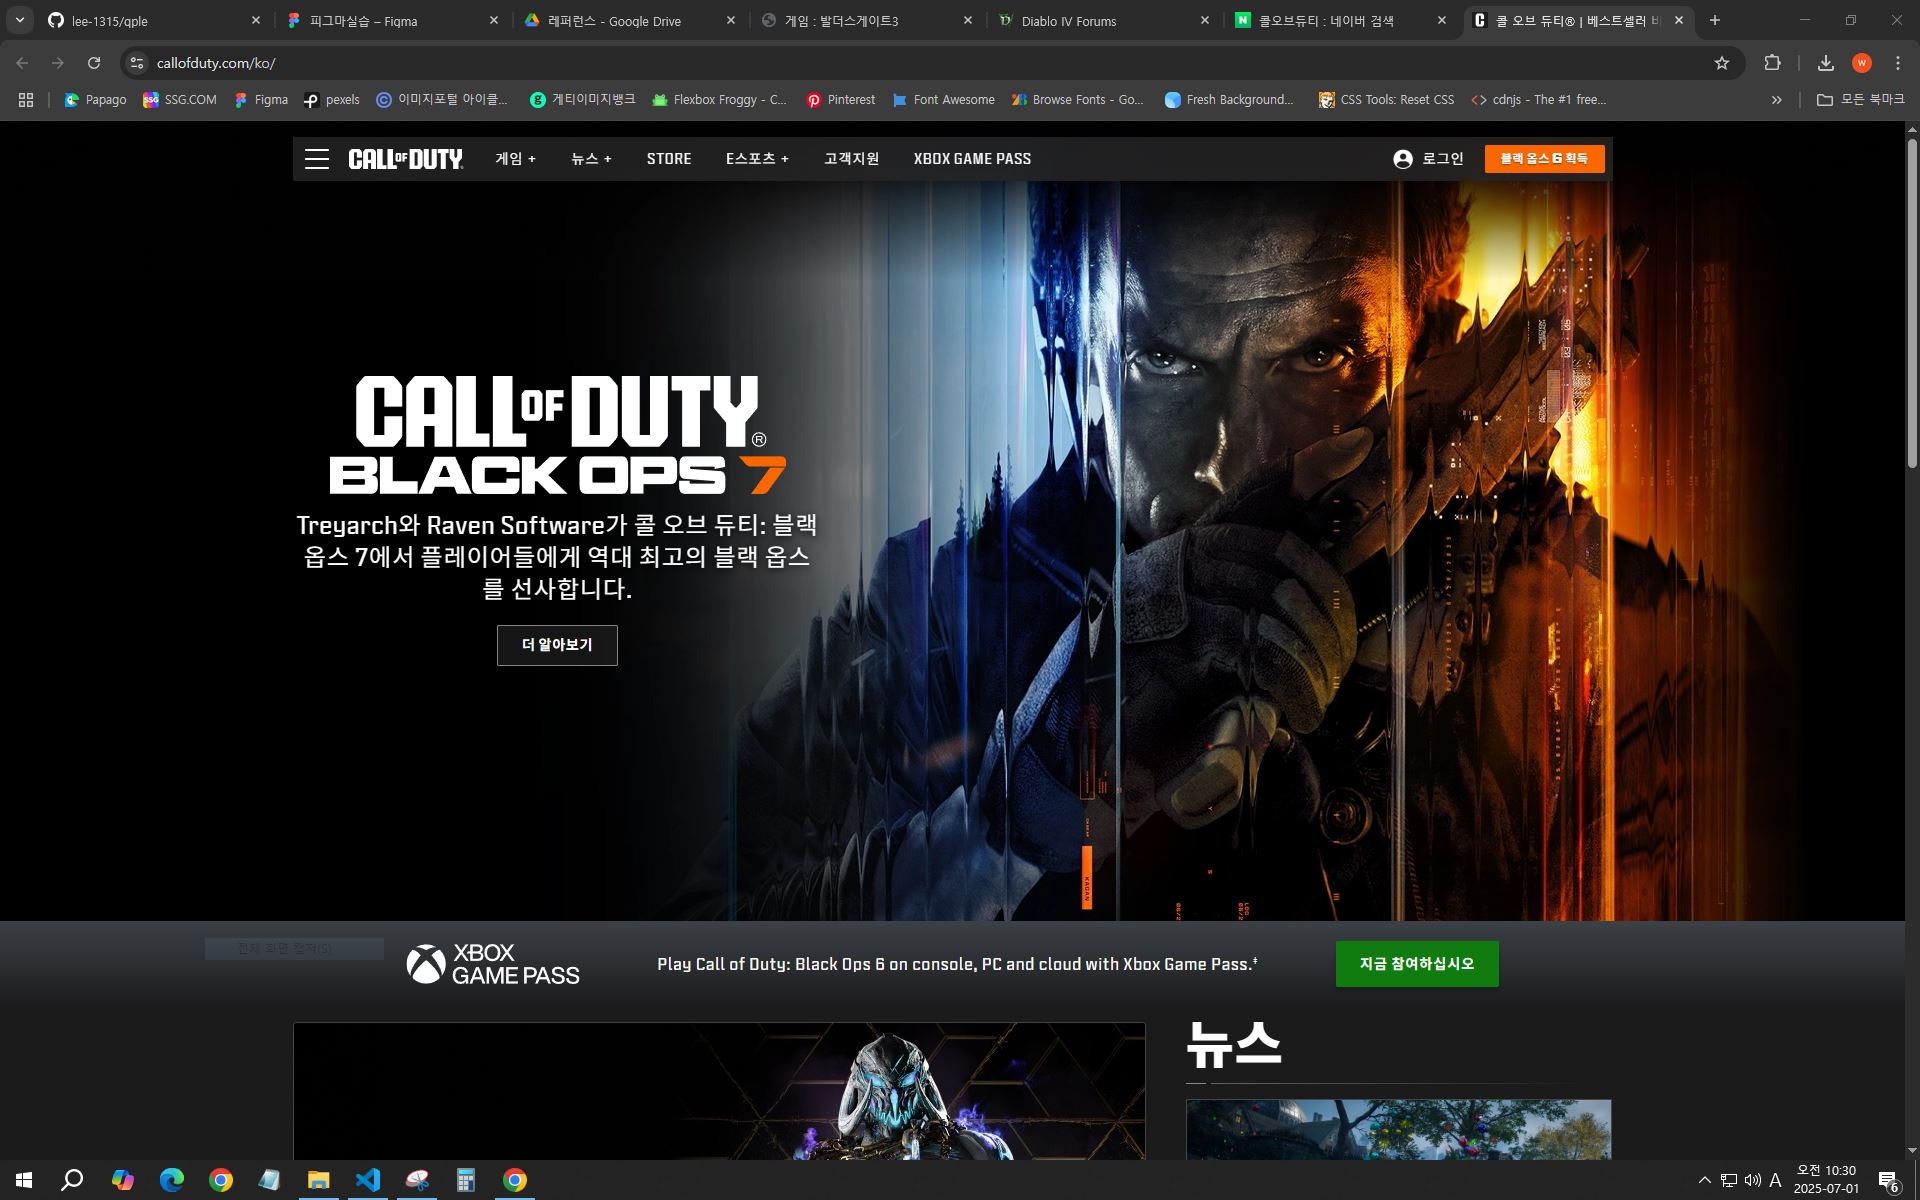 lee-1315/qple
피그마실습 – Figma
레퍼런스 - Google Drive
게임 : 발더스게이트3
Diablo IV Forums
콜오브듀티 : 네이버 검색
콜 오브 듀티® | 베스트셀러 비
callofduty.com/ko/
W
Papago
SSG.COM
Figma
pexels
이미지포털 아이클...
게티이미지뱅크
Flexbox Froggy - C...
Pinterest
Font Awesome
Browse Fonts - Go...
Fresh Background...
CSS Tools: Reset CSS
cdnjs - The #1 free...
모든 북마크
CALL OF DUTY
게임 +
뉴스 +
STORE
E스포츠 +
고객지원
XBOX GAME PASS
로그인
블랙 옵스 6 획득
CALL OF DUTY®
BLACK OPS 7
Treyarch와 Raven Software가 콜 오브 듀티: 블랙
옵스 7에서 플레이어들에게 역대 최고의 블랙 옵스
를 선사합니다.
더 알아보기
KAGAN
전체 화면 캡처(S)
XBOX
GAME PASS
Play Call of Duty: Black Ops 6 on console, PC and cloud with Xbox Game Pass.‡
지금 참여하십시오
뉴스
A
오전 10:30
2025-07-01
6